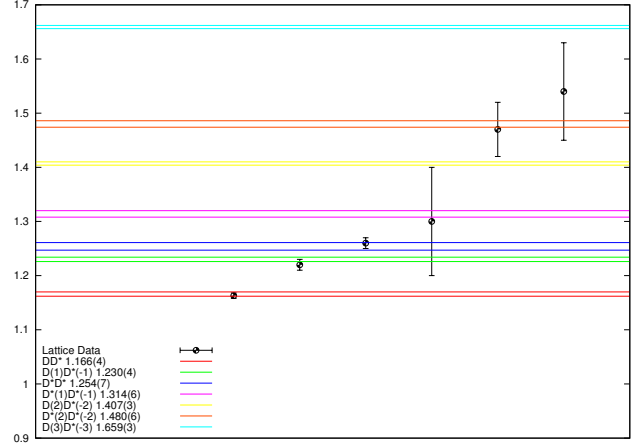 1.7
1.6
1.5
1.4
1.3
1.2
1.1
1
0.9
Lattice Data
DD* 1.166(4)
D(1)D*(-1) 1.230(4)
D*D* 1.254(7)
D*(1)D*(-1) 1.314(6)
D(2)D*(-2) 1.407(3)
D*(2)D*(-2) 1.480(6)
D(3)D*(-3) 1.659(3)